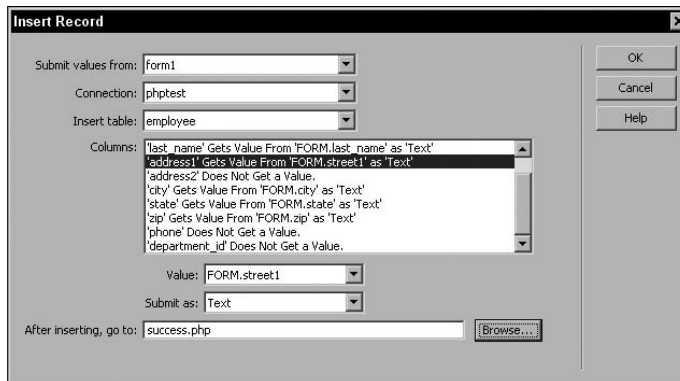 Insert Record
Submit values from: form1
OK
Connection: phptest
Cancel
Insert table: employee
Help
Columns: 'last_name' Gets Value From 'FORM.last_name' as 'Text'
'address1' Gets Value From 'FORM.street1' as 'Text'
'address2' Does Not Get a Value.
'city' Gets Value From 'FORM.city' as 'Text'
'state' Gets Value From 'FORM.state' as 'Text'
'zip' Gets Value From 'FORM.zip' as 'Text'
'phone' Does Not Get a Value.
'department_id' Does Not Get a Value.
Value: FORM.street1
Submit as: Text
After inserting, go to: success.php Browse...